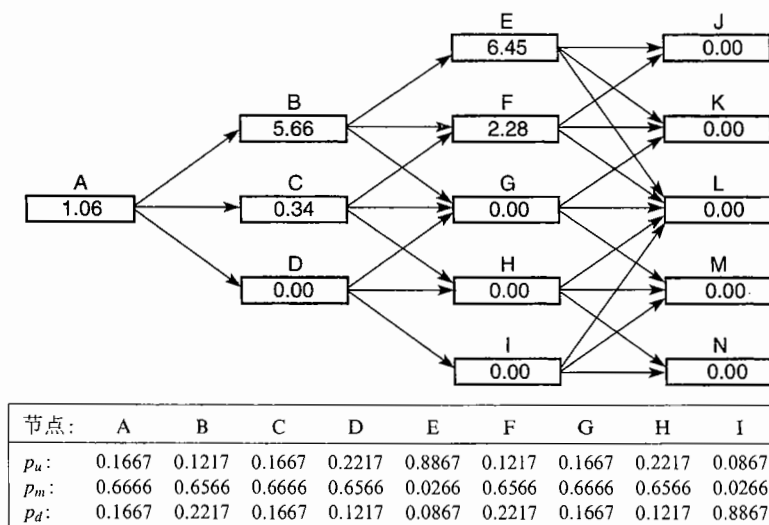 E J
6.45 0.00
B F K
5.66 2.28 0.00
A C G L
1.06 0.34 0.00 0.00
D H M
0.00 0.00 0.00
I N
0.00 0.00
节点: A B C D E F G H I
p_u: 0.1667 0.1217 0.1667 0.2217 0.8867 0.1217 0.1667 0.2217 0.0867
p_m: 0.6666 0.6566 0.6666 0.6566 0.0266 0.6566 0.6666 0.6566 0.0266
p_d: 0.1667 0.2217 0.1667 0.1217 0.0867 0.2217 0.1667 0.1217 0.8867